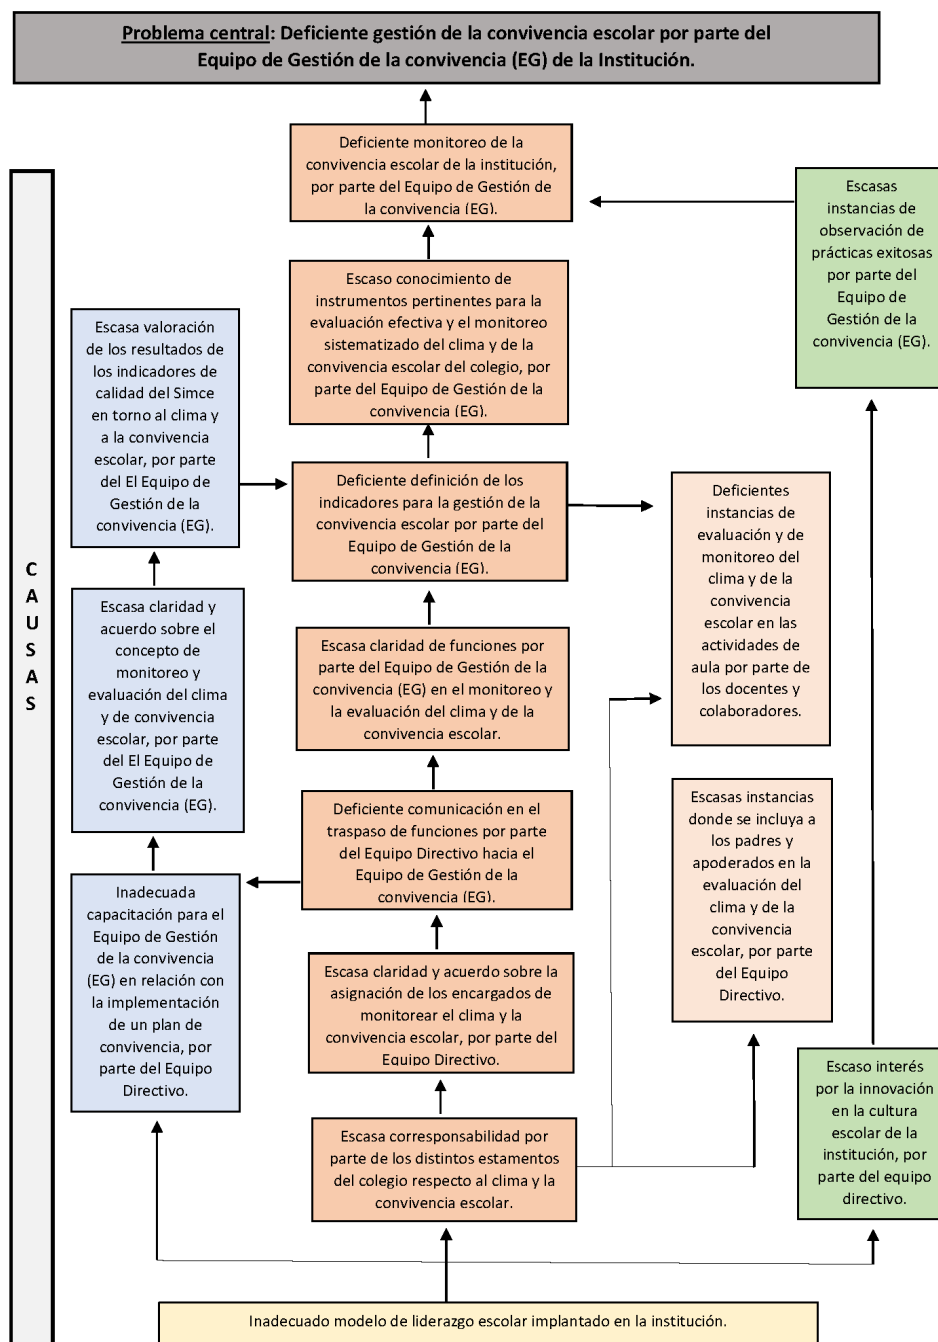 Problema central: Deficiente gestión de la convivencia escolar por parte del
Equipo de Gestión de la convivencia (EG) de la Institución.
Deficiente monitoreo de la
convivencia escolar de la institución,
por parte del Equipo de Gestión de
la convivencia (EG).
Escasas
instancias de
observación de
prácticas exitosas
por parte del
Equipo de
Gestión de la
convivencia (EG).
Escaso conocimiento de
instrumentos pertinentes para la
evaluación efectiva y el monitoreo
sistematizado del clima y de la
convivencia escolar del colegio, por
parte del Equipo de Gestión de la
convivencia (EG).
Escasa valoración
de los resultados de
los indicadores de
calidad del Simce
en torno al clima y
a la convivencia
escolar, por parte
del El Equipo de
Gestión de la
convivencia (EG).
Deficiente definición de los
indicadores para la gestión de la
convivencia escolar por parte del
Equipo de Gestión de la
convivencia (EG).
Deficientes
instancias de
evaluación y de
monitoreo del
clima y de la
convivencia
escolar en las
actividades de
aula por parte de
los docentes y
colaboradores.
CAUSAS
Escasa claridad y
acuerdo sobre el
concepto de
monitoreo y
evaluación del clima
y de convivencia
escolar, por parte
del El Equipo de
Gestión de la
convivencia (EG).
Escasa claridad de funciones por
parte del Equipo de Gestión de la
convivencia (EG) en el monitoreo y
la evaluación del clima y de la
convivencia escolar.
Deficiente comunicación en el
traspaso de funciones por parte
del Equipo Directivo hacia el
Equipo de Gestión de la
convivencia (EG).
Escasas instancias
donde se incluya a
los padres y
apoderados en la
evaluación del
clima y de la
convivencia
escolar, por parte
del Equipo
Directivo.
Inadecuada
capacitación para el
Equipo de Gestión
de la convivencia
(EG) en relación con
la implementación
de un plan de
convivencia, por
parte del Equipo
Directivo.
Escasa claridad y acuerdo sobre la
asignación de los encargados de
monitorear el clima y la
convivencia escolar, por parte del
Equipo Directivo.
Escaso interés
por la innovación
en la cultura
escolar de la
institución, por
parte del equipo
directivo.
Escasa corresponsabilidad por
parte de los distintos estamentos
del colegio respecto al clima y la
convivencia escolar.
Inadecuado modelo de liderazgo escolar implantado en la institución.